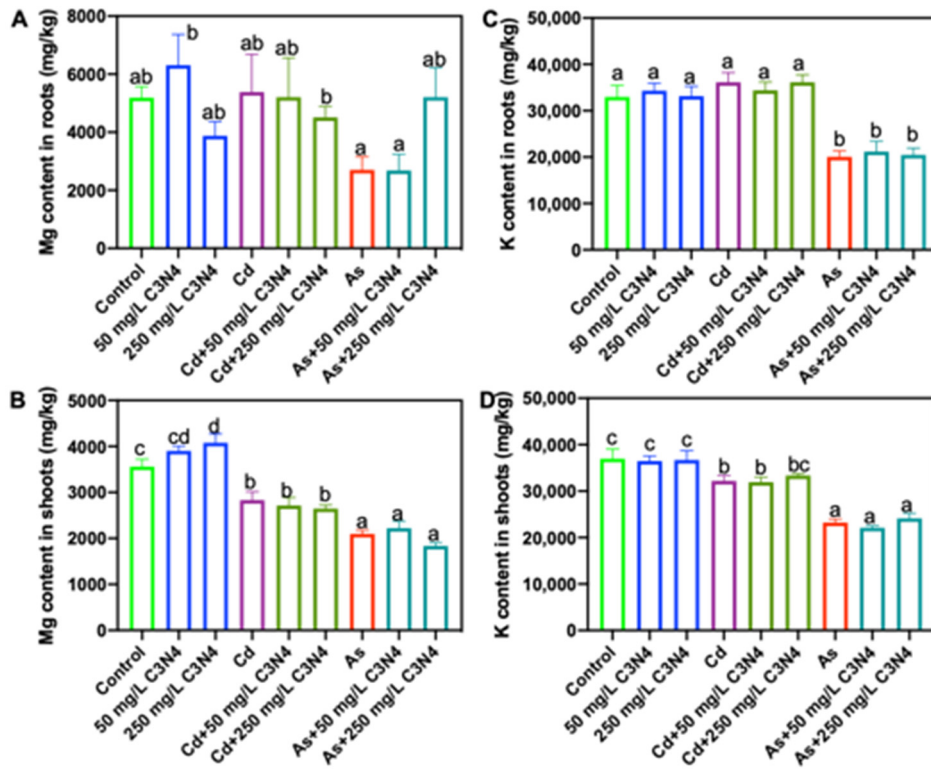 A
Mg content in roots (mg/kg)
8000
6000
4000
2000
0
ab
b
ab
ab
ab
b
a
a
ab
Control
50 mg/L C3N4
250 mg/L C3N4
Cd
Cd+50 mg/L C3N4
Cd+250 mg/L C3N4
As
As+50 mg/L C3N4
As+250 mg/L C3N4
C
K content in roots (mg/kg)
50,000
40,000
30,000
20,000
10,000
0
a
a
a
a
a
a
b
b
b
Control
50 mg/L C3N4
250 mg/L C3N4
Cd
Cd+50 mg/L C3N4
Cd+250 mg/L C3N4
As
As+50 mg/L C3N4
As+250 mg/L C3N4
B
Mg content in shoots (mg/kg)
5000
4000
3000
2000
1000
0
c
cd
d
b
b
b
a
a
a
Control
50 mg/L C3N4
250 mg/L C3N4
Cd
Cd+50 mg/L C3N4
Cd+250 mg/L C3N4
As
As+50 mg/L C3N4
As+250 mg/L C3N4
D
K content in shoots (mg/kg)
50,000
40,000
30,000
20,000
10,000
0
c
c
c
b
b
bc
a
a
a
Control
50 mg/L C3N4
250 mg/L C3N4
Cd
Cd+50 mg/L C3N4
Cd+250 mg/L C3N4
As
As+50 mg/L C3N4
As+250 mg/L C3N4